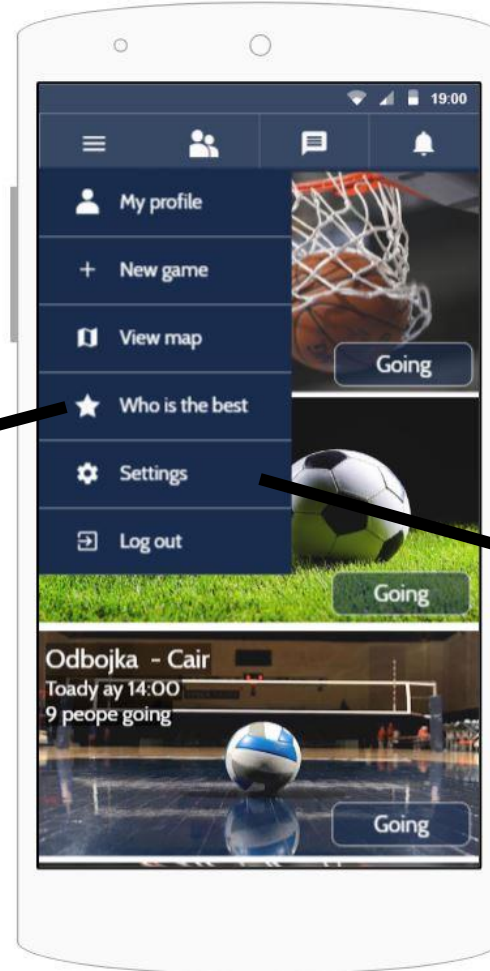 19:00
My profile
New game
View map
Who is the best
Settings
Log out
Going
Going
Odbojka - Cair
Toady ay 14:00
9 peope going
Going